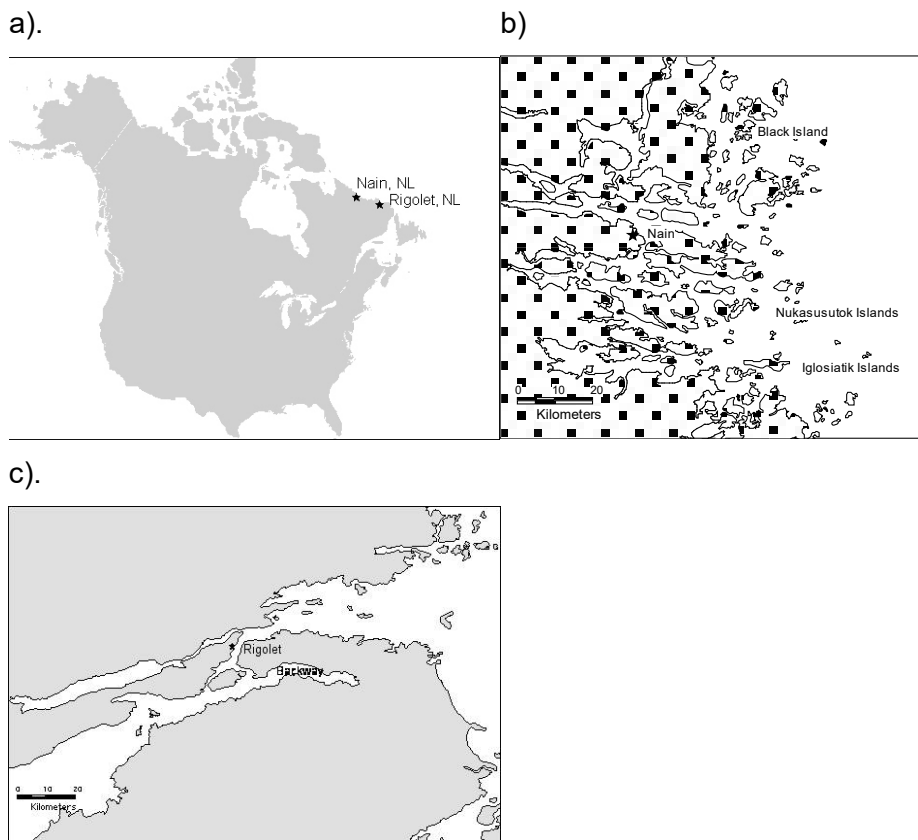 a).
b)
Nain, NL
Rigolet, NL
Black Island
Nain
Nukasusutok Islands
Iglosiatik Islands
0 10 20
Kilometers
c).
Rigolet
Backway
0 10 20
Kilometers